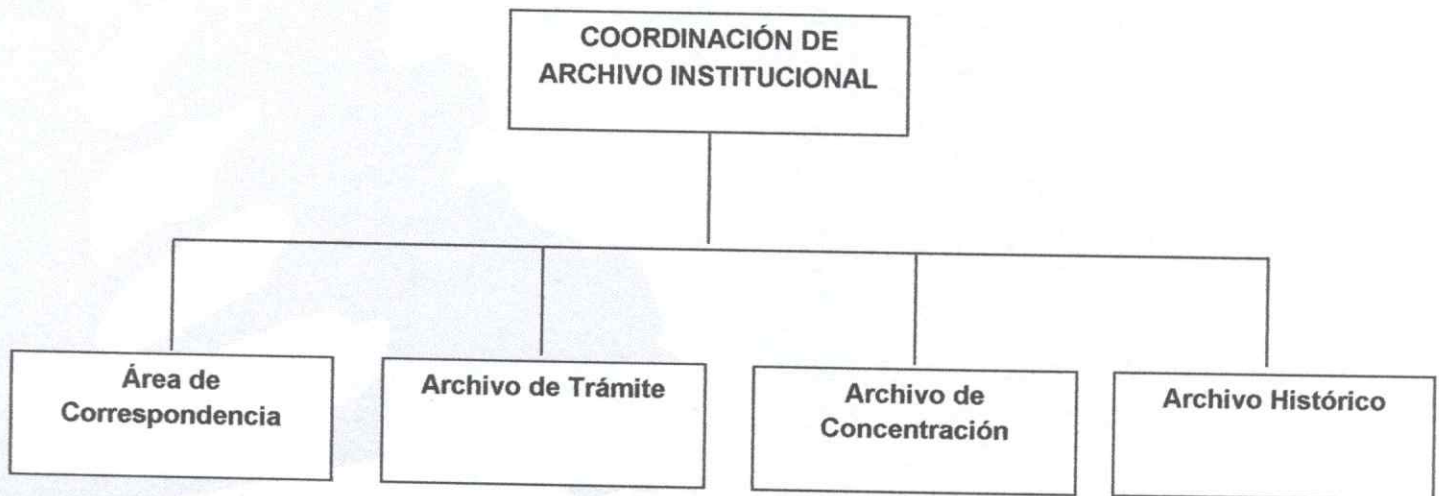 COORDINACIÓN DE
ARCHIVO INSTITUCIONAL
Área de
Correspondencia
Archivo de Trámite
Archivo de
Concentración
Archivo Histórico